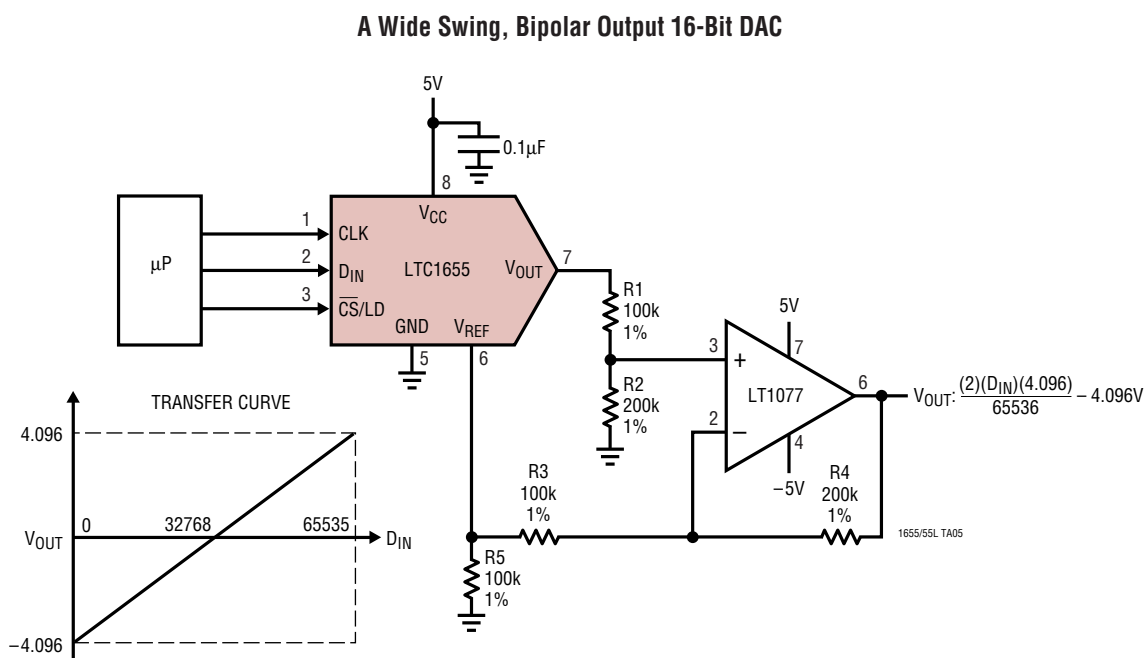 A Wide Swing, Bipolar Output 16-Bit DAC
5V
0.1µF
8
VCC
µP
1
CLK
2
DIN
3
CS/LD
LTC1655
VOUT
7
GND
VREF
5
6
R1
100k
1%
R2
200k
1%
5V
3
+
7
LT1077
6
2
–
4
–5V
VOUT: (2)(DIN)(4.096)
65536
– 4.096V
R3
100k
1%
R4
200k
1%
R5
100k
1%
1655/55L TA05
TRANSFER CURVE
4.096
VOUT
0
32768
65535
DIN
–4.096